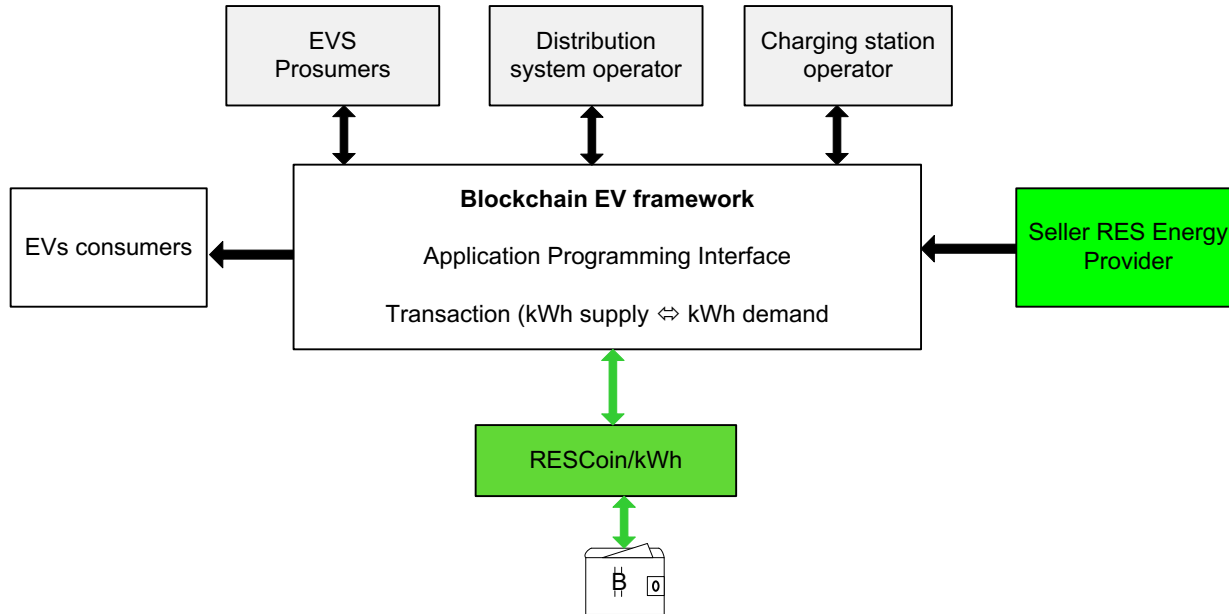 EVS
Prosumers
Distribution
system operator
Charging station
operator
Blockchain EV framework
Application Programming Interface
Transaction (kWh supply ⬄ kWh demand
EVs consumers
Seller RES Energy
Provider
RESCoin/kWh
B
0